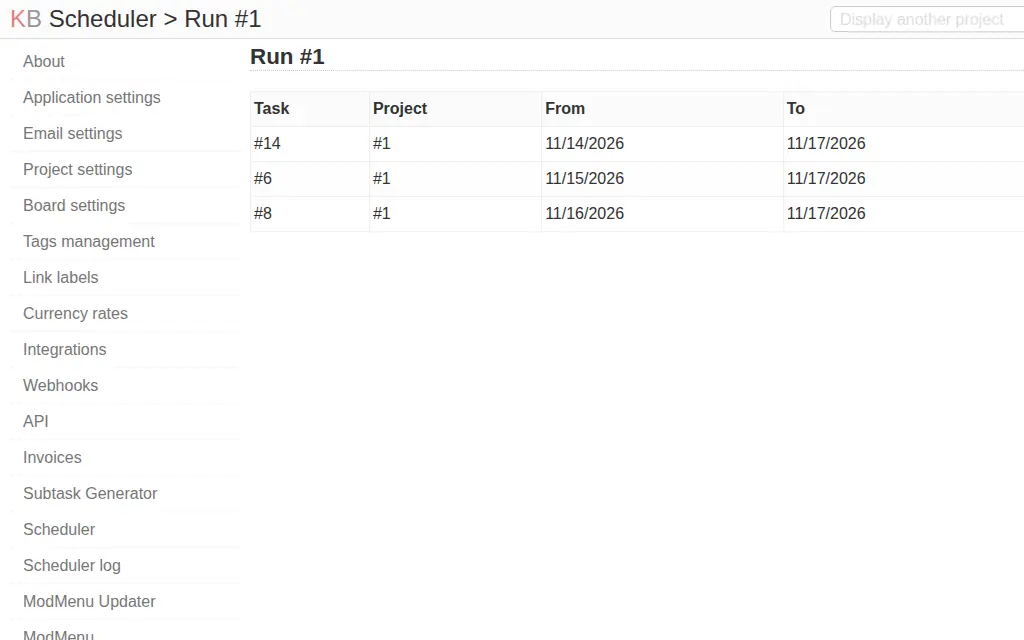 KB Scheduler > Run #1
Display another project
About
Application settings
Email settings
Project settings
Board settings
Tags management
Link labels
Currency rates
Integrations
Webhooks
API
Invoices
Subtask Generator
Scheduler
Scheduler log
ModMenu Updater
ModMenu
Run #1
Task Project From To
#14 #1 11/14/2026 11/17/2026
#6 #1 11/15/2026 11/17/2026
#8 #1 11/16/2026 11/17/2026